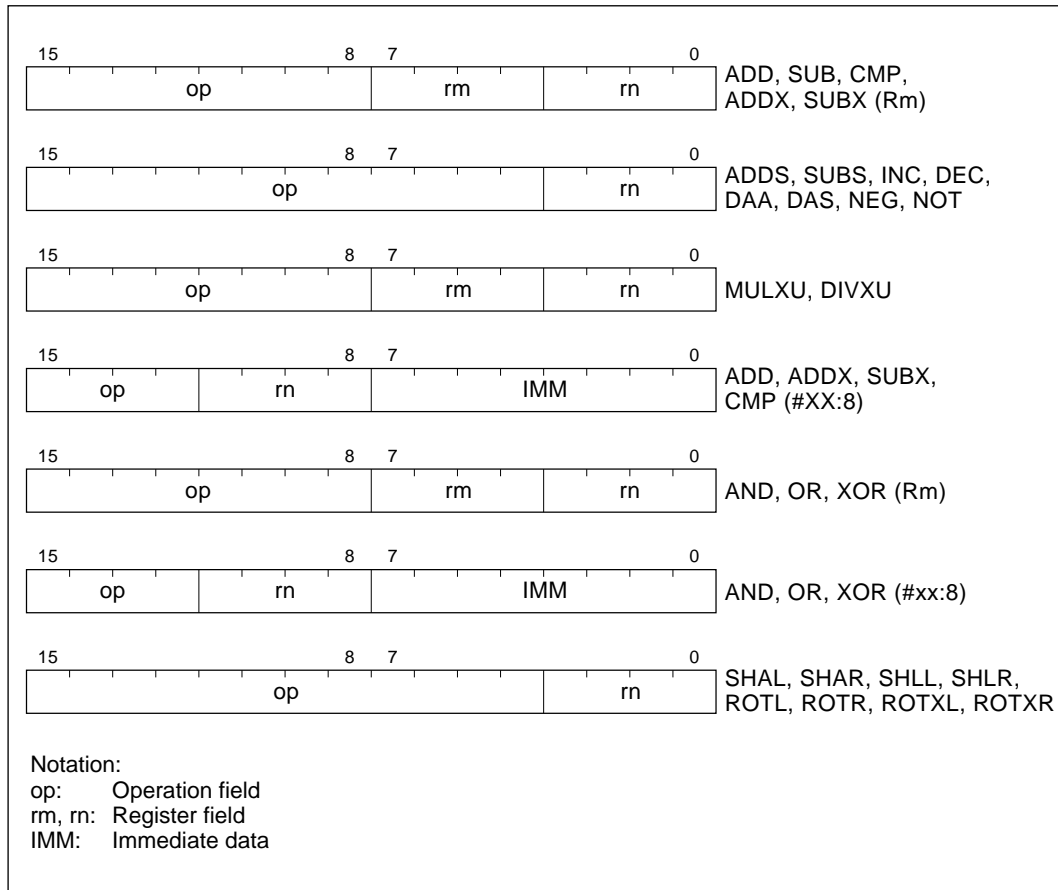 15 8 7 0
op rm rn
ADD, SUB, CMP,
ADDX, SUBX (Rm)
15 8 7 0
op rn
ADDS, SUBS, INC, DEC,
DAA, DAS, NEG, NOT
15 8 7 0
op rm rn
MULXU, DIVXU
15 8 7 0
op rn IMM
ADD, ADDX, SUBX,
CMP (#XX:8)
15 8 7 0
op rm rn
AND, OR, XOR (Rm)
15 8 7 0
op rn IMM
AND, OR, XOR (#xx:8)
15 8 7 0
op rn
SHAL, SHAR, SHLL, SHLR,
ROTL, ROTR, ROTXL, ROTXR
Notation:
op: Operation field
rm, rn: Register field
IMM: Immediate data